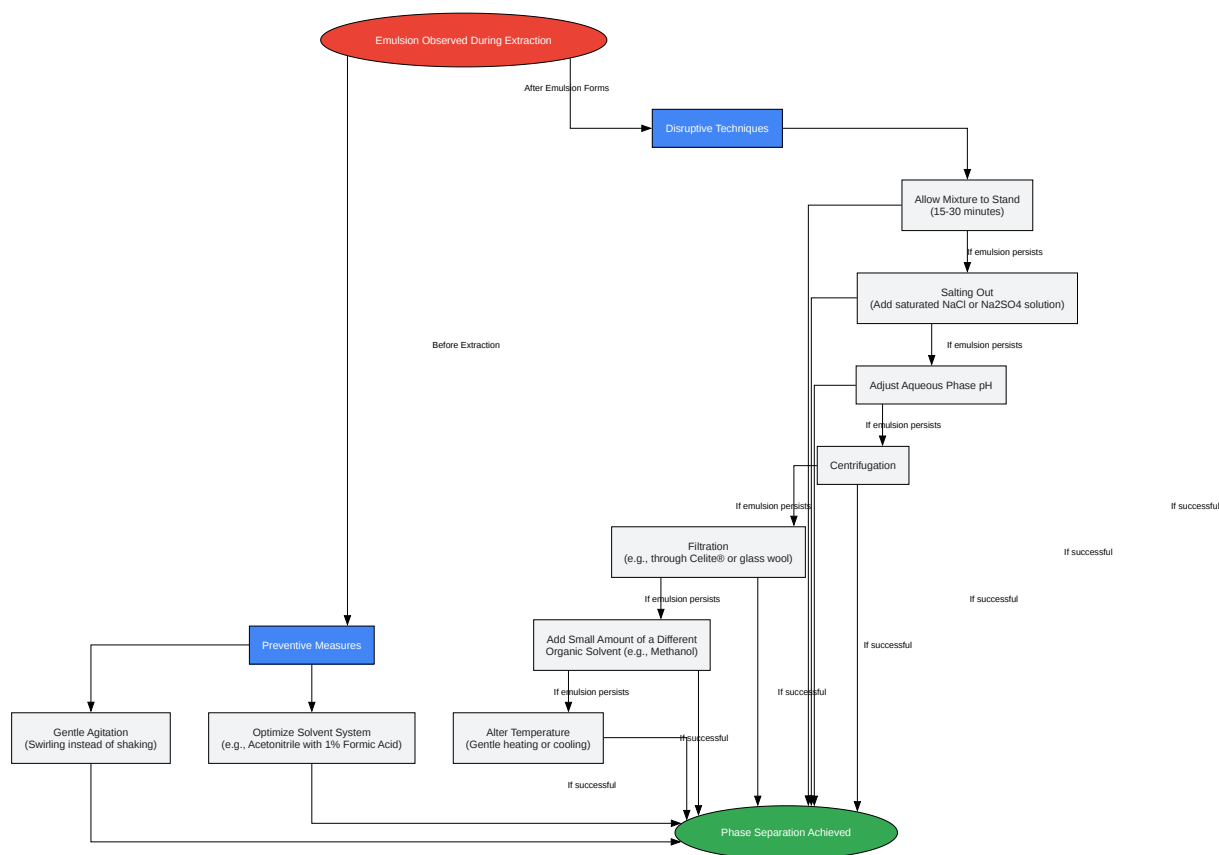 Emulsion Observed During Extraction
After Emulsion Forms
Disruptive Techniques
Allow Mixture to Stand
(15-30 minutes)
If emulsion persists
Salting Out
(Add saturated NaCl or Na2SO4 solution)
Before Extraction
If emulsion persists
Adjust Aqueous Phase pH
If emulsion persists
Centrifugation
If emulsion persists
If successful
Filtration
(e.g., through Celite® or glass wool)
If successful
If emulsion persists
If successful
Preventive Measures
Add Small Amount of a Different
Organic Solvent (e.g., Methanol)
If successful
If emulsion persists
If successful
Gentle Agitation
(Swirling instead of shaking)
Optimize Solvent System
(e.g., Acetonitrile with 1% Formic Acid)
Alter Temperature
(Gentle heating or cooling)
If successful
If successful
Phase Separation Achieved